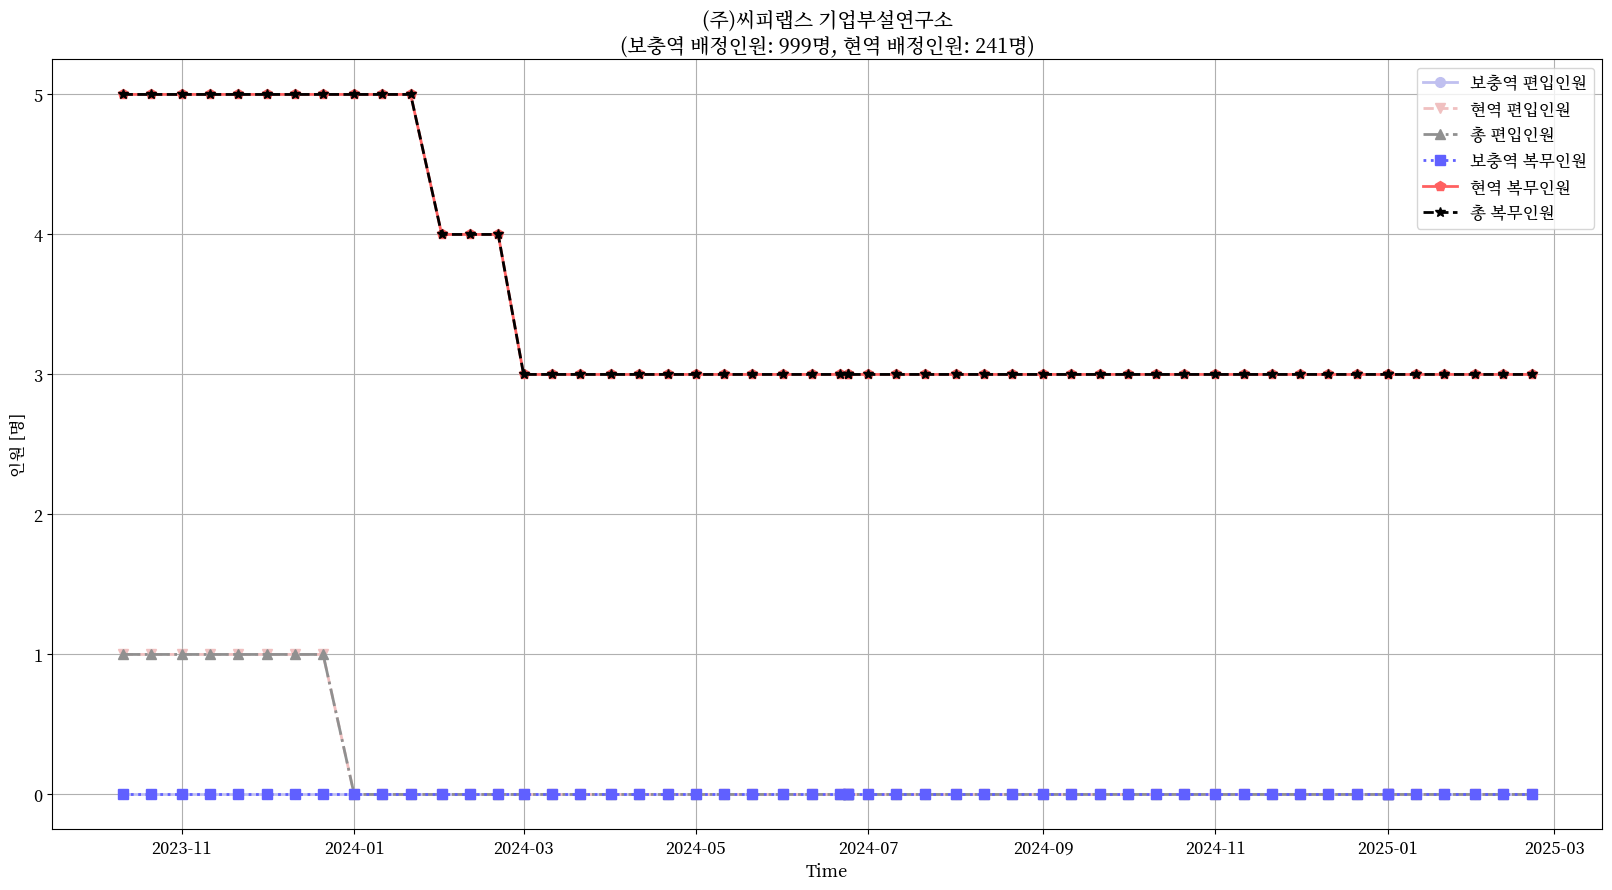 (주)씨피랩스 기업부설연구소
(보충역 배정인원: 999명, 현역 배정인원: 241명)
보충역 편입인원
현역 편입인원
총 편입인원
보충역 복무인원
현역 복무인원
총 복무인원
인원 [명]
5
4
3
2
1
0
2023-11
2024-01
2024-03
2024-05
2024-07
2024-09
2024-11
2025-01
2025-03
Time